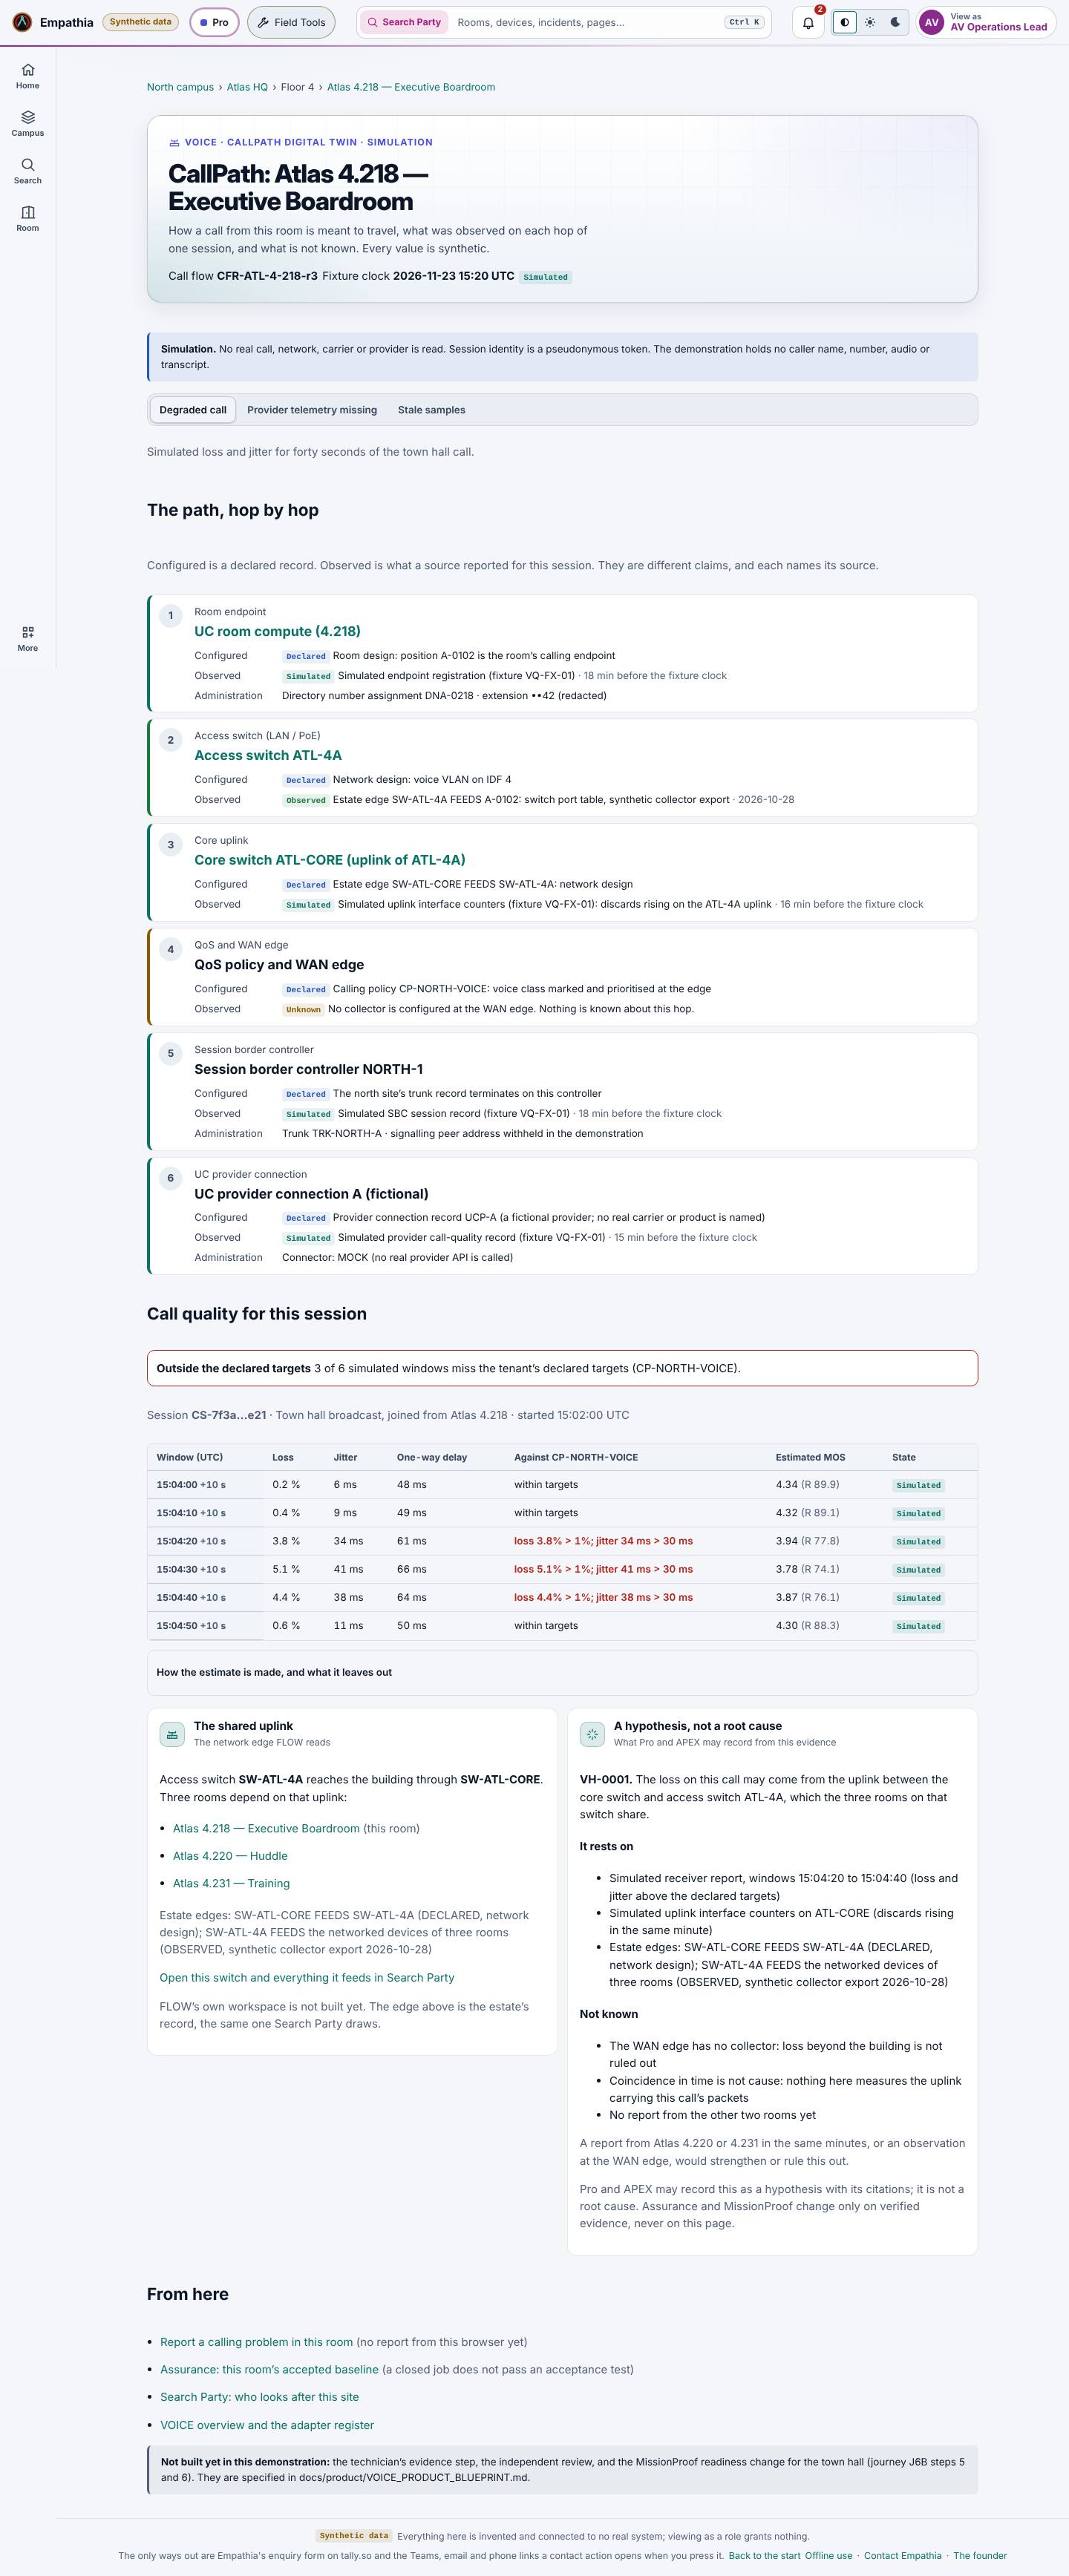 Empathia
Synthetic data
Pro
Field Tools
Search Party
Rooms, devices, incidents, pages...
Ctrl K
2
AV
View as
AV Operations Lead
Home
Campus
Search
Room
More
North campus › Atlas HQ › Floor 4 › Atlas 4.218 — Executive Boardroom
VOICE · CALLPATH DIGITAL TWIN · SIMULATION
CallPath: Atlas 4.218 —
Executive Boardroom
How a call from this room is meant to travel, what was observed on each hop of
one session, and what is not known. Every value is synthetic.
Call flow CFR-ATL-4-218-r3 Fixture clock 2026-11-23 15:20 UTC Simulated
Simulation. No real call, network, carrier or provider is read. Session identity is a pseudonymous token. The demonstration holds no caller name, number, audio or
transcript.
Degraded call
Provider telemetry missing
Stale samples
Simulated loss and jitter for forty seconds of the town hall call.
The path, hop by hop
Configured is a declared record. Observed is what a source reported for this session. They are different claims, and each names its source.
1
Room endpoint
UC room compute (4.218)
Configured Declared Room design: position A-0102 is the room's calling endpoint
Observed Simulated Simulated endpoint registration (fixture VQ-FX-01) · 18 min before the fixture clock
Administration Directory number assignment DNA-0218 · extension ••42 (redacted)
2
Access switch (LAN / PoE)
Access switch ATL-4A
Configured Declared Network design: voice VLAN on IDF 4
Observed Observed Estate edge SW-ATL-4A FEEDS A-0102: switch port table, synthetic collector export · 2026-10-28
3
Core uplink
Core switch ATL-CORE (uplink of ATL-4A)
Configured Declared Estate edge SW-ATL-CORE FEEDS SW-ATL-4A: network design
Observed Simulated Simulated uplink interface counters (fixture VQ-FX-01): discards rising on the ATL-4A uplink · 16 min before the fixture clock
4
QoS and WAN edge
QoS policy and WAN edge
Configured Declared Calling policy CP-NORTH-VOICE: voice class marked and prioritised at the edge
Observed Unknown No collector is configured at the WAN edge. Nothing is known about this hop.
5
Session border controller
Session border controller NORTH-1
Configured Declared The north site's trunk record terminates on this controller
Observed Simulated Simulated SBC session record (fixture VQ-FX-01) · 18 min before the fixture clock
Administration Trunk TRK-NORTH-A · signalling peer address withheld in the demonstration
6
UC provider connection
UC provider connection A (fictional)
Configured Declared Provider connection record UCP-A (a fictional provider; no real carrier or product is named)
Observed Simulated Simulated provider call-quality record (fixture VQ-FX-01) · 15 min before the fixture clock
Administration Connector: MOCK (no real provider API is called)
Call quality for this session
Outside the declared targets 3 of 6 simulated windows miss the tenant's declared targets (CP-NORTH-VOICE).
Session CS-7f3a…e21 · Town hall broadcast, joined from Atlas 4.218 · started 15:02:00 UTC
Window (UTC) Loss Jitter One-way delay Against CP-NORTH-VOICE Estimated MOS State
15:04:00 +10 s 0.2 % 6 ms 48 ms within targets 4.34 (R 89.9) Simulated
15:04:10 +10 s 0.4 % 9 ms 49 ms within targets 4.32 (R 89.1) Simulated
15:04:20 +10 s 3.8 % 34 ms 61 ms loss 3.8% > 1%; jitter 34 ms > 30 ms 3.94 (R 77.8) Simulated
15:04:30 +10 s 5.1 % 41 ms 66 ms loss 5.1% > 1%; jitter 41 ms > 30 ms 3.78 (R 74.1) Simulated
15:04:40 +10 s 4.4 % 38 ms 64 ms loss 4.4% > 1%; jitter 38 ms > 30 ms 3.87 (R 76.1) Simulated
15:04:50 +10 s 0.6 % 11 ms 50 ms within targets 4.30 (R 88.3) Simulated
How the estimate is made, and what it leaves out
The shared uplink
The network edge FLOW reads
Access switch SW-ATL-4A reaches the building through SW-ATL-CORE.
Three rooms depend on that uplink:
• Atlas 4.218 — Executive Boardroom (this room)
• Atlas 4.220 — Huddle
• Atlas 4.231 — Training
Estate edges: SW-ATL-CORE FEEDS SW-ATL-4A (DECLARED, network
design); SW-ATL-4A FEEDS the networked devices of three rooms
(OBSERVED, synthetic collector export 2026-10-28)
Open this switch and everything it feeds in Search Party
FLOW's own workspace is not built yet. The edge above is the estate's
record, the same one Search Party draws.
A hypothesis, not a root cause
What Pro and APEX may record from this evidence
VH-0001. The loss on this call may come from the uplink between the
core switch and access switch ATL-4A, which the three rooms on that
switch share.
It rests on
• Simulated receiver report, windows 15:04:20 to 15:04:40 (loss and
jitter above the declared targets)
• Simulated uplink interface counters on ATL-CORE (discards rising
in the same minute)
• Estate edges: SW-ATL-CORE FEEDS SW-ATL-4A (DECLARED,
network design); SW-ATL-4A FEEDS the networked devices of
three rooms (OBSERVED, synthetic collector export 2026-10-28)
Not known
• The WAN edge has no collector: loss beyond the building is not
ruled out
• Coincidence in time is not cause: nothing here measures the uplink
carrying this call's packets
• No report from the other two rooms yet
A report from Atlas 4.220 or 4.231 in the same minutes, or an observation
at the WAN edge, would strengthen or rule this out.
Pro and APEX may record this as a hypothesis with its citations; it is not a
root cause. Assurance and MissionProof change only on verified
evidence, never on this page.
From here
• Report a calling problem in this room (no report from this browser yet)
• Assurance: this room's accepted baseline (a closed job does not pass an acceptance test)
• Search Party: who looks after this site
• VOICE overview and the adapter register
Not built yet in this demonstration: the technician's evidence step, the independent review, and the MissionProof readiness change for the town hall (journey J6B steps 5
and 6). They are specified in docs/product/VOICE_PRODUCT_BLUEPRINT.md.
Synthetic data Everything here is invented and connected to no real system; viewing as a role grants nothing.
The only ways out are Empathia's enquiry form on tally.so and the Teams, email and phone links a contact action opens when you press it. Back to the start Offline use · Contact Empathia · The founder